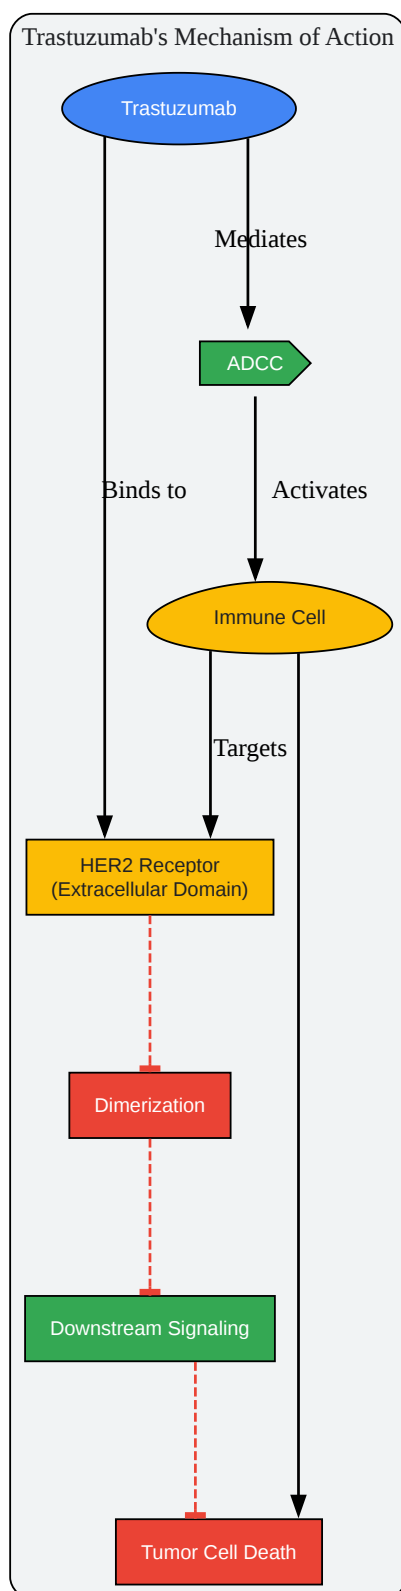 Trastuzumab's Mechanism of Action
Trastuzumab
Mediates
ADCC
Binds to
Activates
Immune Cell
Targets
HER2 Receptor
(Extracellular Domain)
Dimerization
Downstream Signaling
Tumor Cell Death